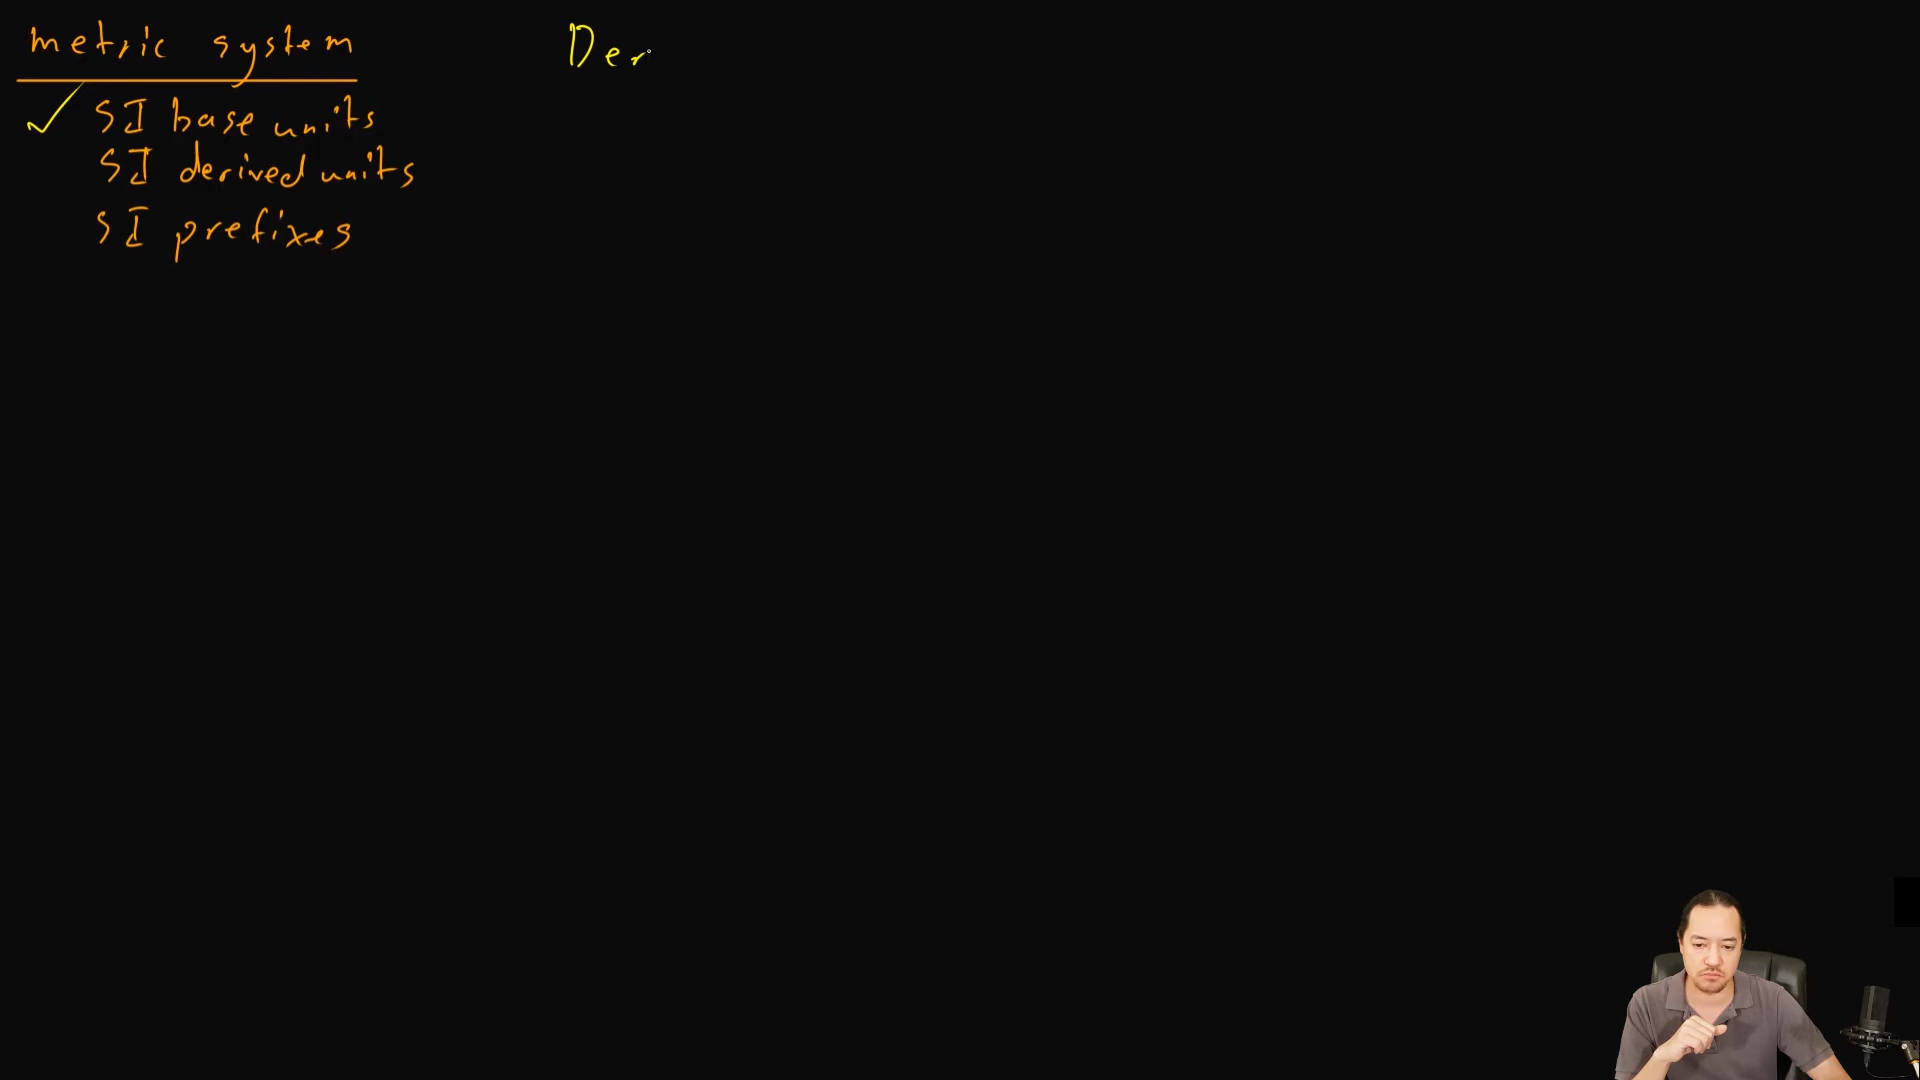 metric system
✓ SI base units
SI derived units
SI prefixes
Der